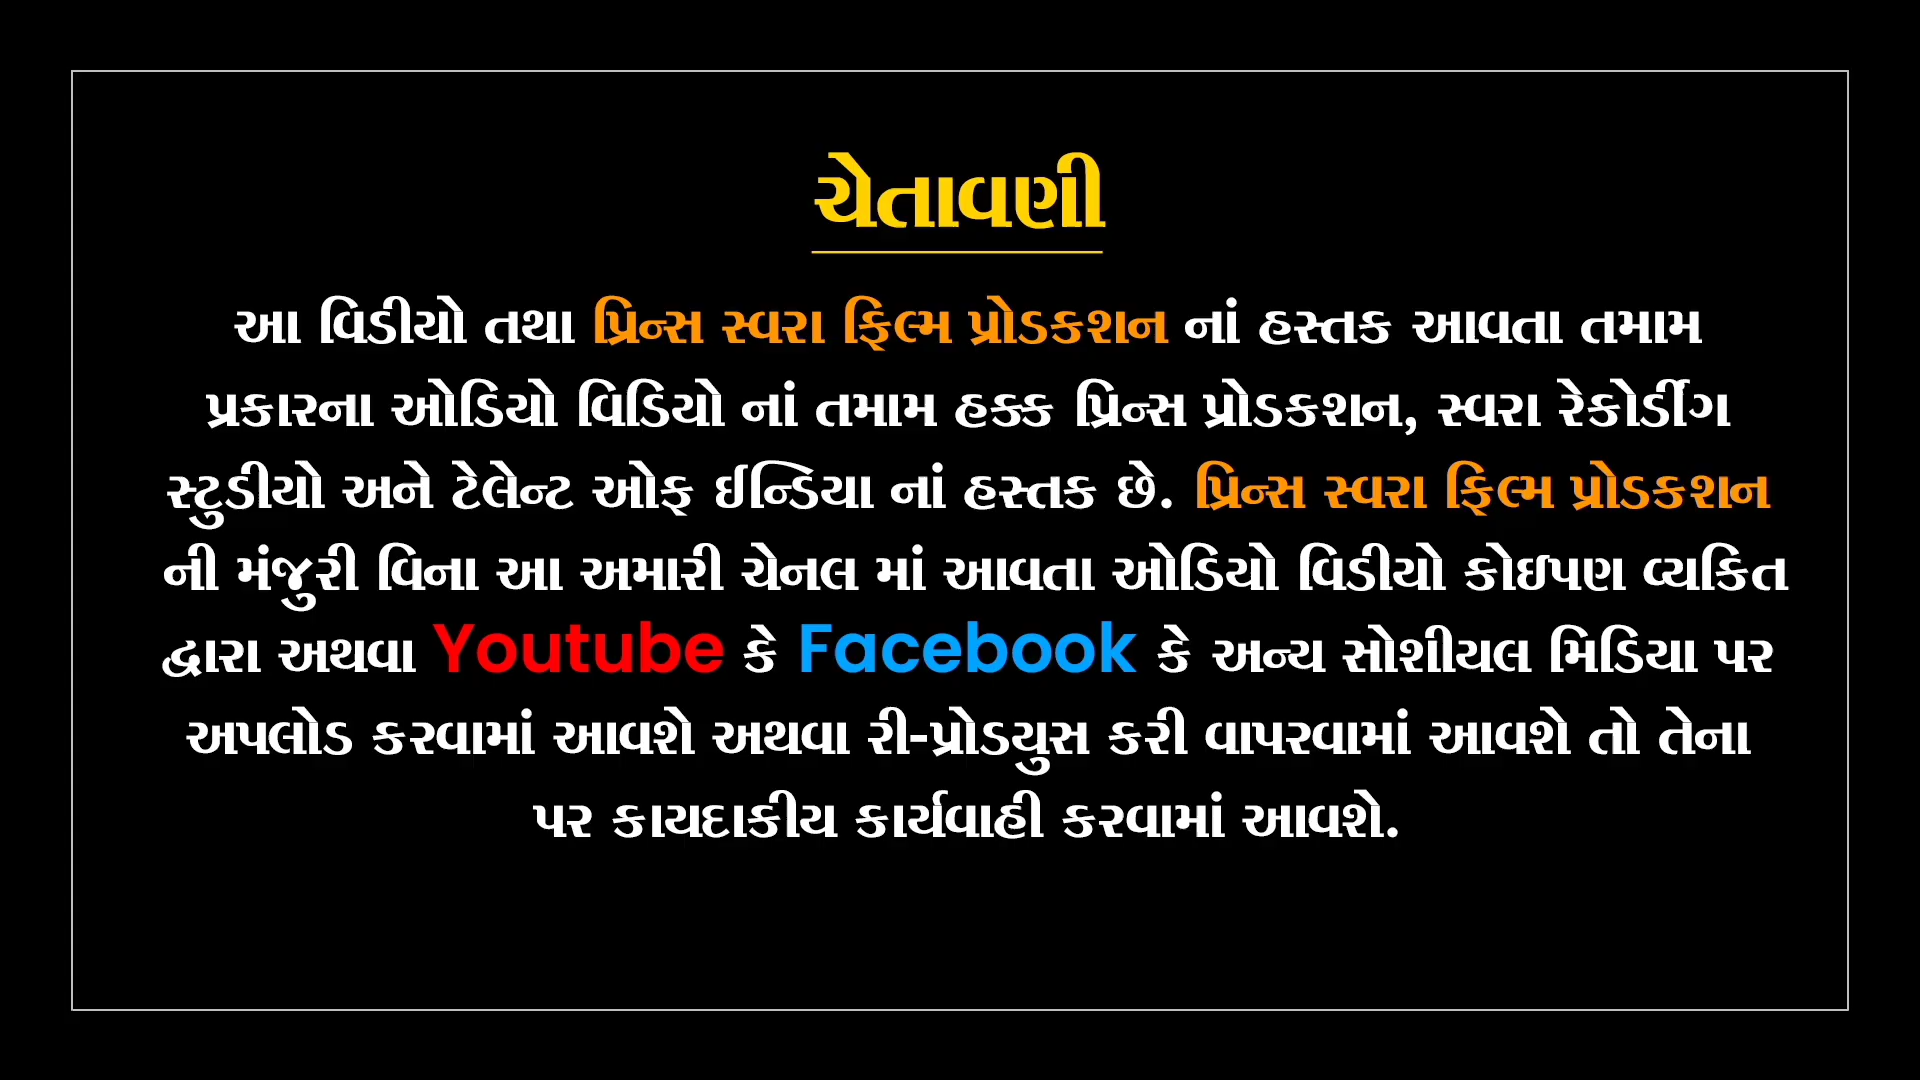 ચેતાવણી
આ વિડીયો તથા પ્રિન્સ સ્વરા ફિલ્મ પ્રોડકશન નાં હસ્તક આવતા તમામ
પ્રકારના ઓડિયો વિડિયો નાં તમામ હક્ક પ્રિન્સ પ્રોડકશન, સ્વરા રેકોર્ડીગ
સ્ટુડીયો અને ટેલેન્ટ ઓફ ઈન્ડિયા નાં હસ્તક છે. પ્રિન્સ સ્વરા ફિલ્મ પ્રોડકશન
ની મંજુરી વિના આ અમારી ચેનલ માં આવતા ઓડિયો વિડીયો કોઇપણ વ્યકિત
દ્વારા અથવા Youtube કે Facebook કે અન્ય સોશીયલ મિડિયા પર
અપલોડ કરવામાં આવશે અથવા રી-પ્રોડયુસ કરી વાપરવામાં આવશે તો તેના
પર કાયદાકીય કાર્યવાહી કરવામાં આવશે.